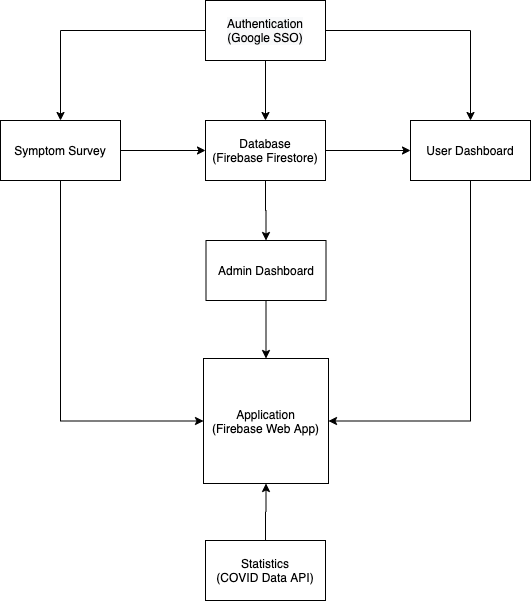 Authentication
(Google SSO)
Symptom Survey
Database
(Firebase Firestore)
User Dashboard
Admin Dashboard
Application
(Firebase Web App)
Statistics
(COVID Data API)